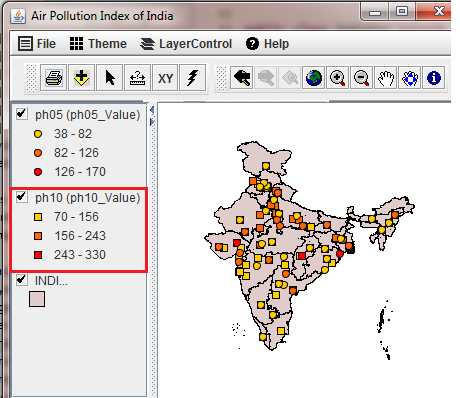 Air Pollution Index of India
File Theme LayerControl Help
XY
ph05 (ph05_Value)
38 - 82
82 - 126
126 - 170
ph10 (ph10_Value)
70 - 156
156 - 243
243 - 330
INDI...